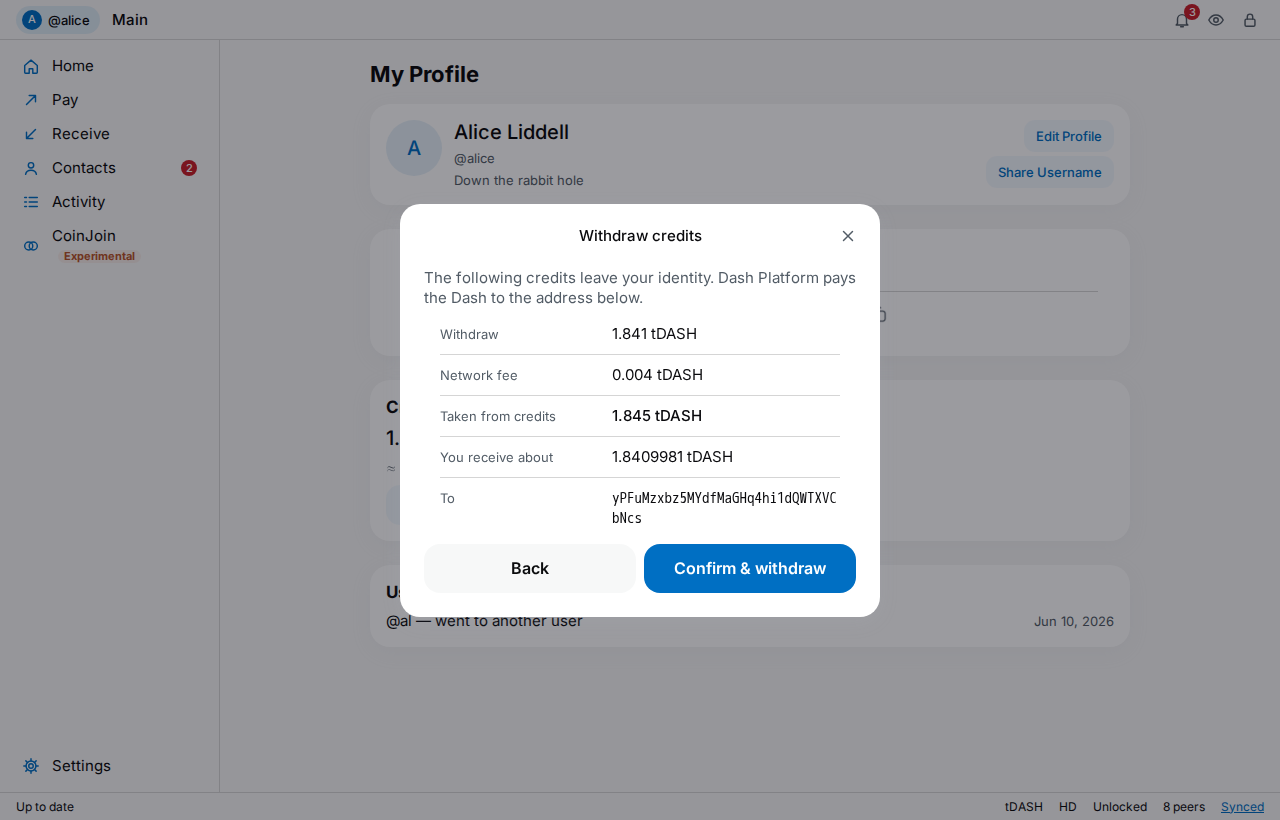 A @alice Main 3
Home
Pay
Receive
Contacts 2
Activity
CoinJoin
Experimental
Settings
My Profile
A
Alice Liddell
@alice
Down the rabbit hole
Edit Profile
Share Username
Withdraw credits
The following credits leave your identity. Dash Platform pays
the Dash to the address below.
Withdraw 1.841 tDASH
Network fee 0.004 tDASH
Taken from credits 1.845 tDASH
You receive about 1.8409981 tDASH
To yPFuMzxbz5MYdfMaGHq4hi1dQWTXVC
bNcs
Back Confirm & withdraw
@al — went to another user Jun 10, 2026
Up to date tDASH HD Unlocked 8 peers Synced